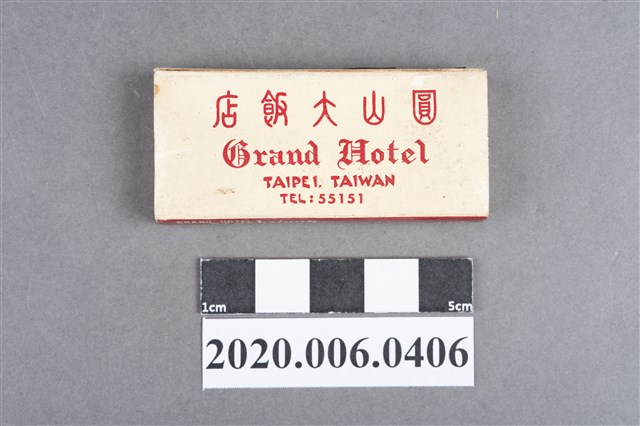 圓山大飯店
Grand Hotel
TAIPEI, TAIWAN
TEL: 55151
1cm 5cm
2020.006.0406